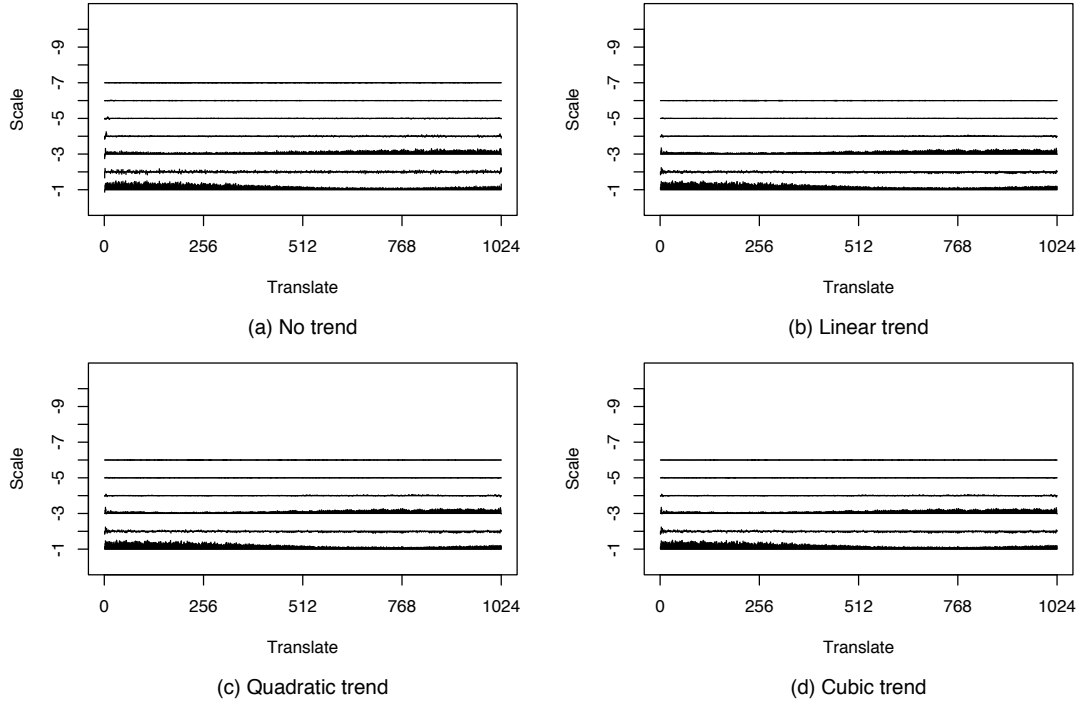 Scale
-9
-7
-5
-3
-1
0 256 512 768 1024
Translate
(a) No trend
Scale
-9
-7
-5
-3
-1
0 256 512 768 1024
Translate
(b) Linear trend
Scale
-9
-7
-5
-3
-1
0 256 512 768 1024
Translate
(c) Quadratic trend
Scale
-9
-7
-5
-3
-1
0 256 512 768 1024
Translate
(d) Cubic trend